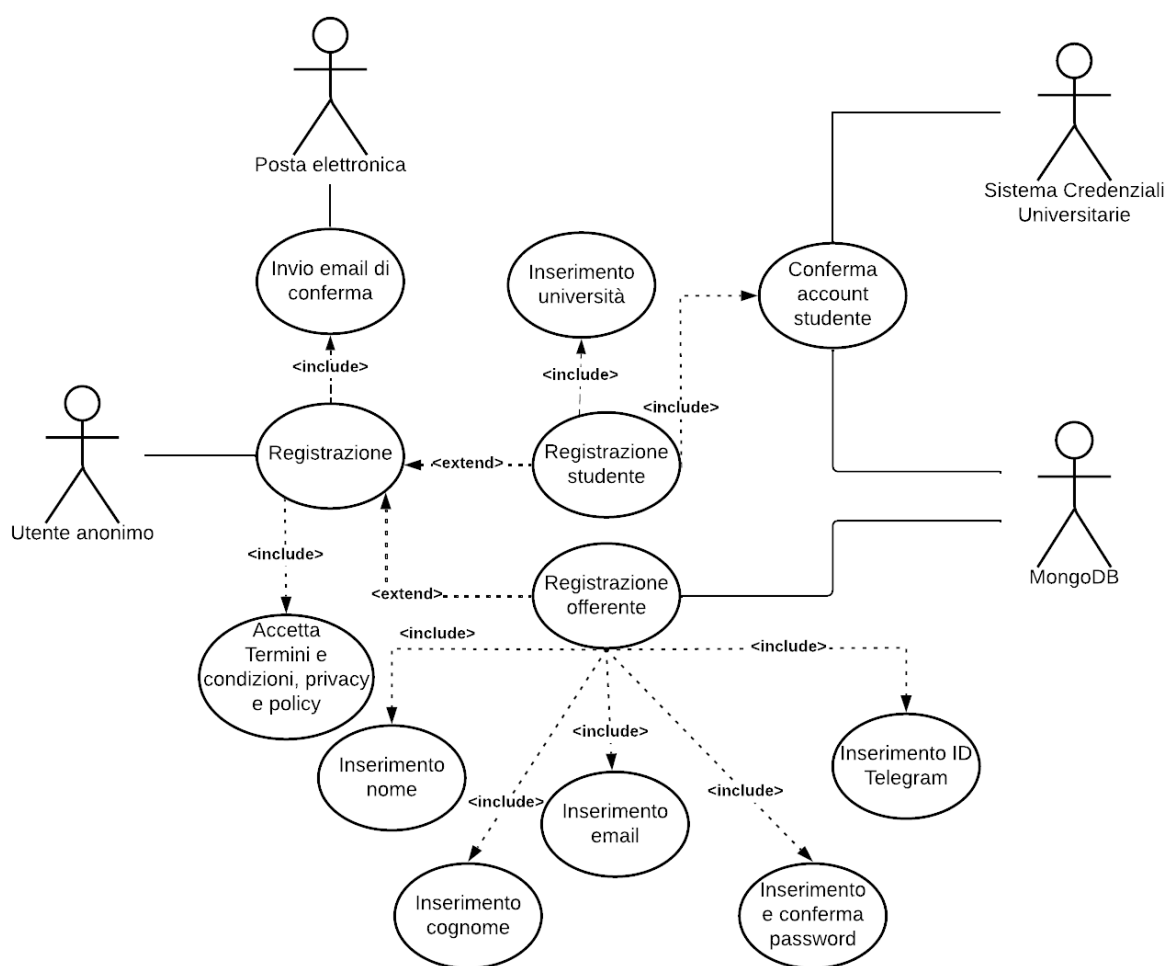 Posta elettronica
Sistema Credenziali
Universitarie
Invio email di
conferma
Inserimento
università
Conferma
account
studente
<include>
<include>
<include>
Registrazione
<extend>
Registrazione
studente
Utente anonimo
<include>
<extend>
Registrazione
offerente
MongoDB
Accetta
Termini e
condizioni, privacy
e policy
<include>
<include>
<include>
<include>
<include>
Inserimento
nome
Inserimento
cognome
Inserimento
email
Inserimento
e conferma
password
Inserimento ID
Telegram